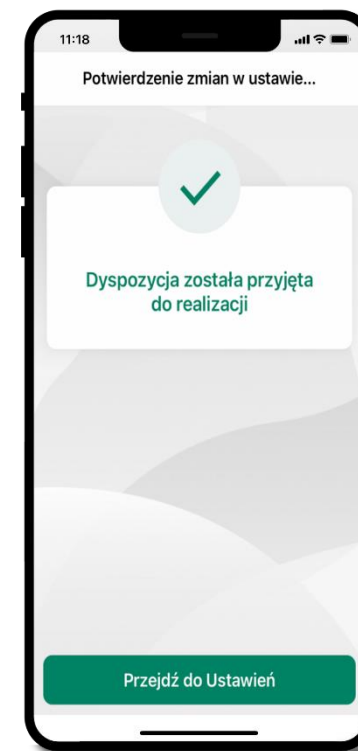 11:18
Potwierdzenie zmian w ustawie...
Dyspozycja została przyjęta
do realizacji
Przejdź do Ustawień